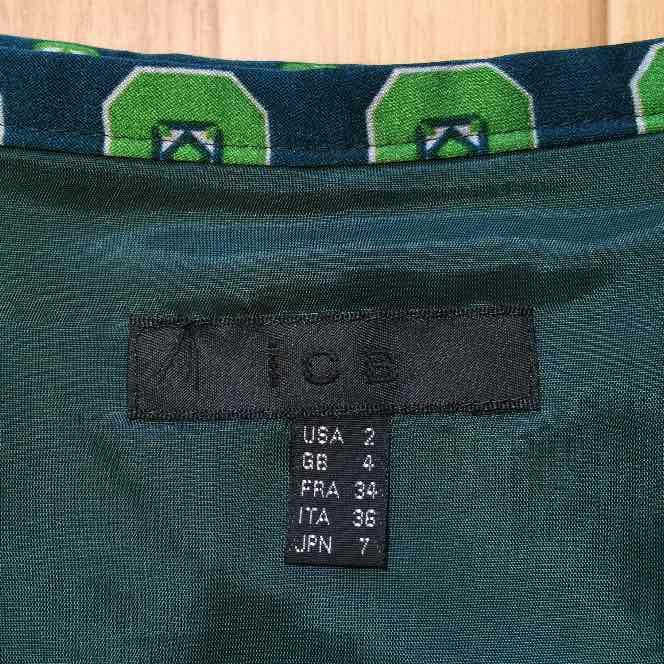 iCB
USA 2
GB 4
FRA 34
ITA 36
JPN 7